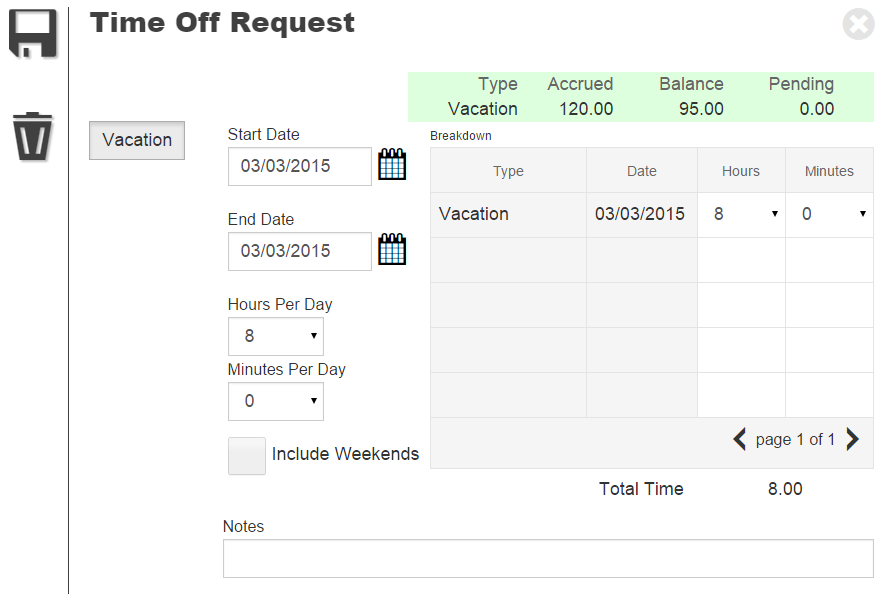 Time Off Request
Type Accrued Balance Pending
Vacation 120.00 95.00 0.00
Vacation
Start Date
03/03/2015
End Date
03/03/2015
Hours Per Day
8
Minutes Per Day
0
Include Weekends
Breakdown
Type Date Hours Minutes
Vacation 03/03/2015 8 0
page 1 of 1
Total Time 8.00
Notes